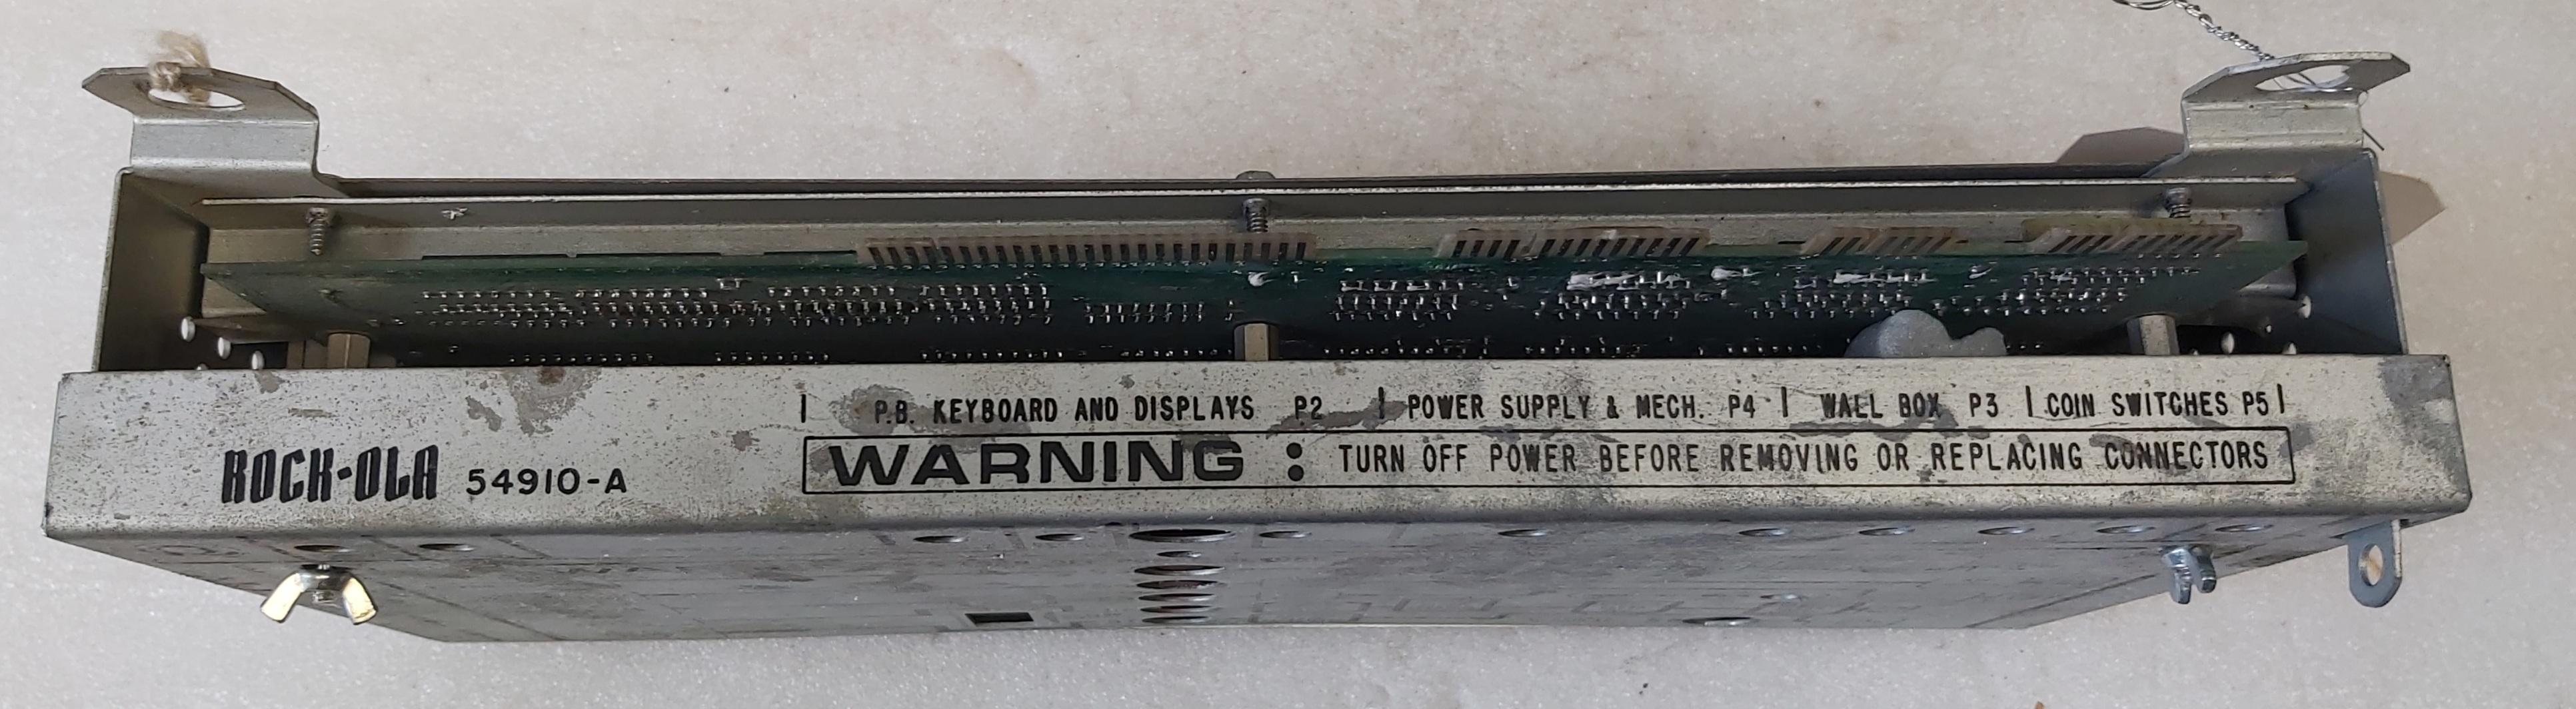 P.B. KEYBOARD AND DISPLAYS P2 | POWER SUPPLY & MECH. P4 | WALL BOX P3 | COIN SWITCHES P5 |
ROCK-OLA 54910-A
WARNING : TURN OFF POWER BEFORE REMOVING OR REPLACING CONNECTORS